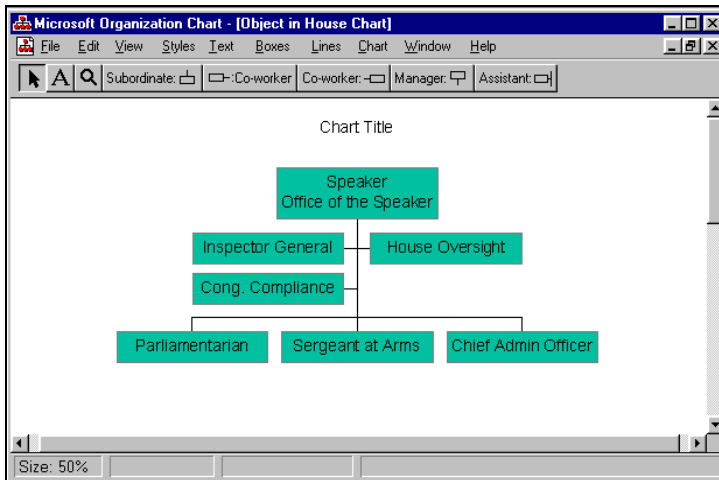 Microsoft Organization Chart - [Object in House Chart]
File Edit View Styles Text Boxes Lines Chart Window Help
A Subordinate: :Co-worker Co-worker: Manager: Assistant:
Chart Title
Speaker
Office of the Speaker
Inspector General House Oversight
Cong. Compliance
Parliamentarian Sergeant at Arms Chief Admin Officer
Size: 50%